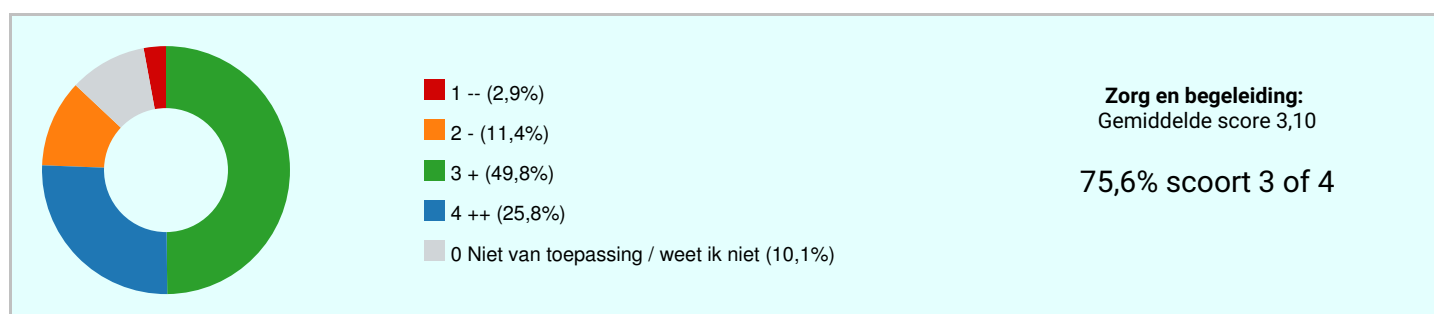 1 -- (2,9%)
2 - (11,4%)
3 + (49,8%)
4 ++ (25,8%)
0 Niet van toepassing / weet ik niet (10,1%)
Zorg en begeleiding:
Gemiddelde score 3,10
75,6% scoort 3 of 4